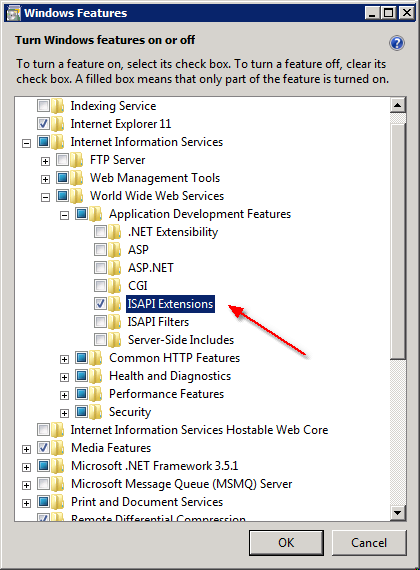 Windows Features
Turn Windows features on or off
To turn a feature on, select its check box. To turn a feature off, clear its
check box. A filled box means that only part of the feature is turned on.
Indexing Service
Internet Explorer 11
Internet Information Services
FTP Server
Web Management Tools
World Wide Web Services
Application Development Features
.NET Extensibility
ASP
ASP.NET
CGI
ISAPI Extensions
ISAPI Filters
Server-Side Includes
Common HTTP Features
Health and Diagnostics
Performance Features
Security
Internet Information Services Hostable Web Core
Media Features
Microsoft .NET Framework 3.5.1
Microsoft Message Queue (MSMQ) Server
Print and Document Services
Remote Differential Compression
OK
Cancel